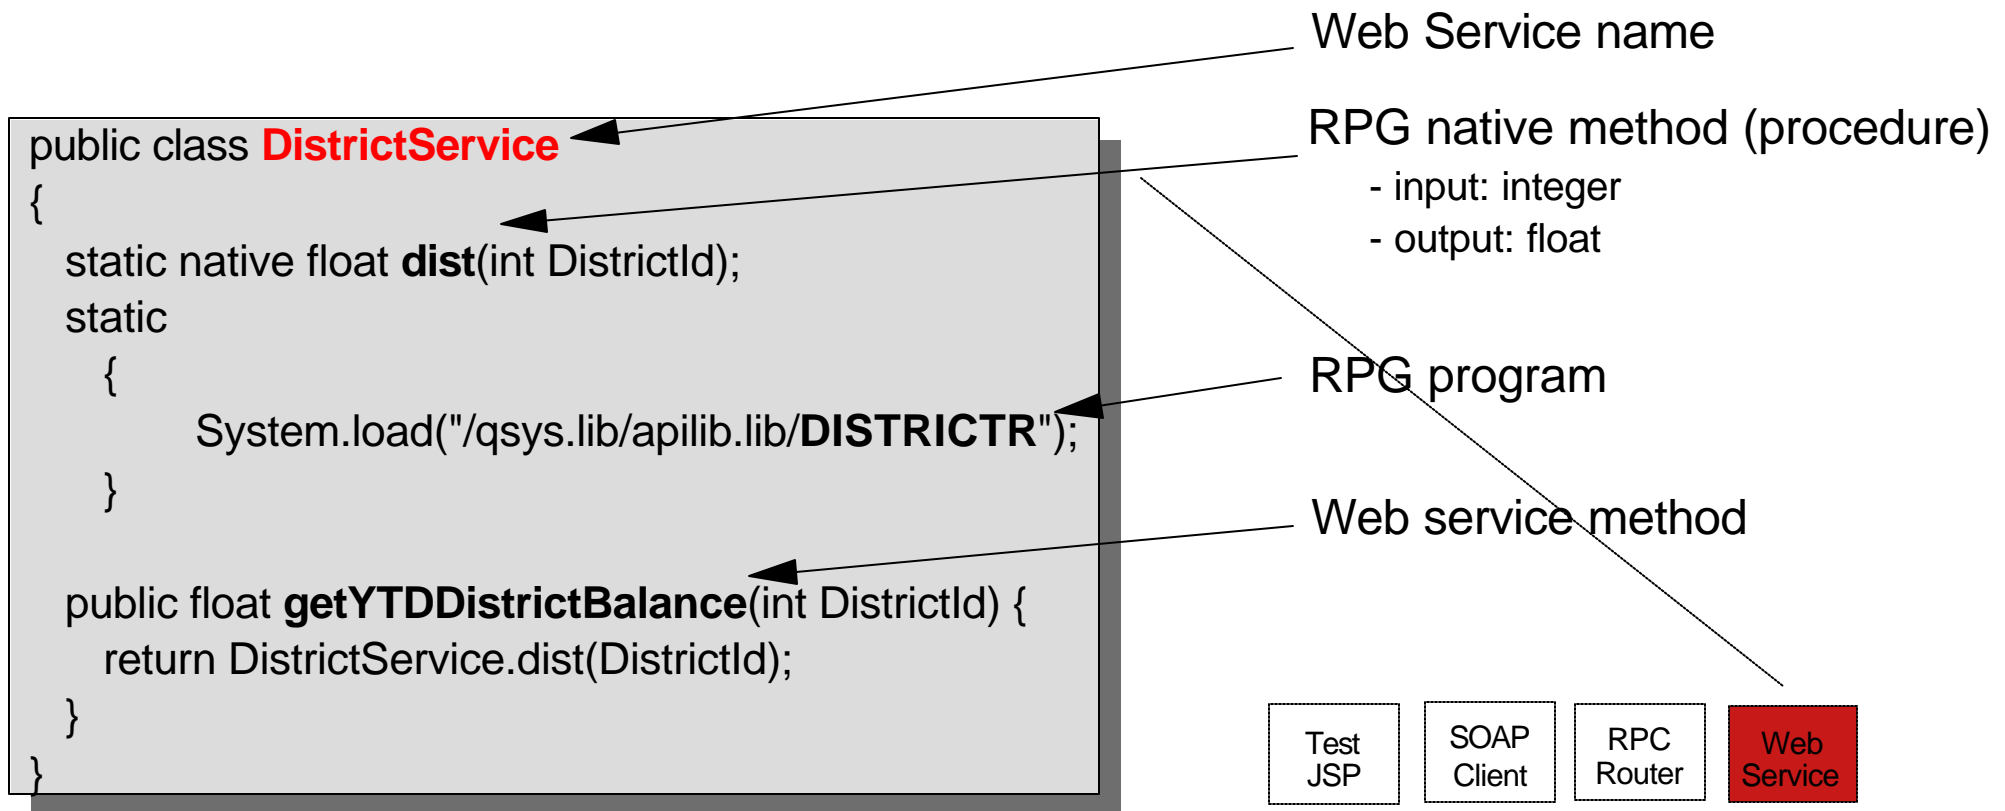 Web Service name
RPG native method (procedure)
- input: integer
- output: float
RPG program
Web service method
public class DistrictService
{
static native float dist(int DistrictId);
static
{
System.load("/qsys.lib/apilib.lib/DISTRICTR");
}
public float getYTDDistrictBalance(int DistrictId) {
return DistrictService.dist(DistrictId);
}
}
Test
JSP
SOAP
Client
RPC
Router
Web
Service